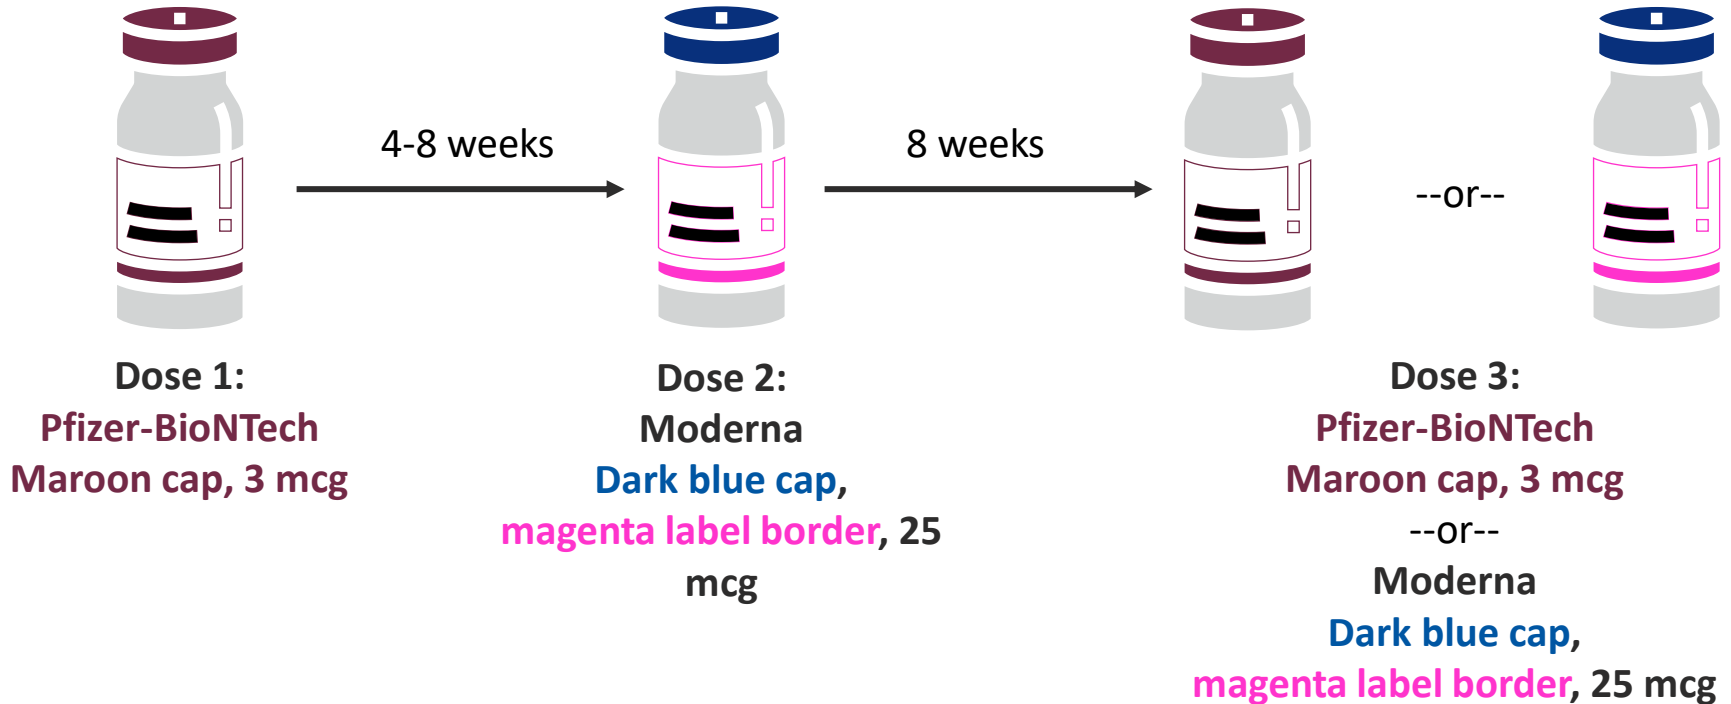 4-8 weeks
8 weeks
--or--
Dose 1:
Pfizer-BioNTech
Maroon cap, 3 mcg
Dose 2:
Moderna
Dark blue cap,
magenta label border, 25
mcg
Dose 3:
Pfizer-BioNTech
Maroon cap, 3 mcg
--or--
Moderna
Dark blue cap,
magenta label border, 25 mcg